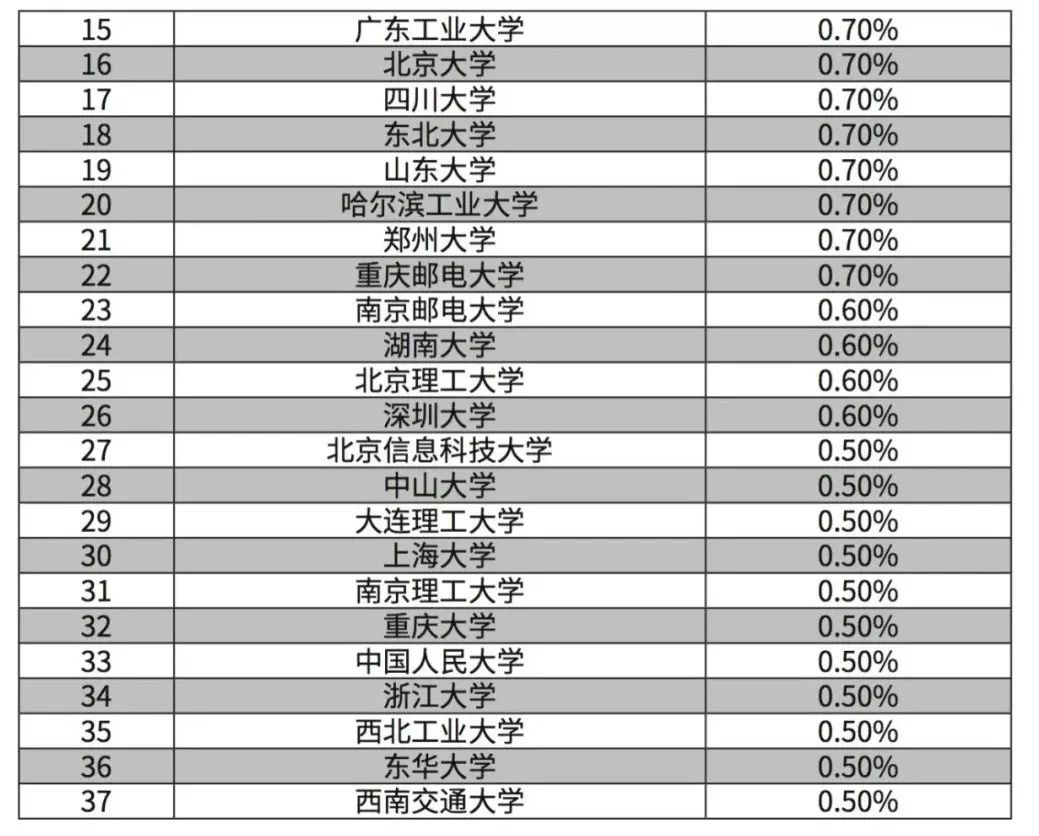 15 广东工业大学 0.70%
16 北京大学 0.70%
17 四川大学 0.70%
18 东北大学 0.70%
19 山东大学 0.70%
20 哈尔滨工业大学 0.70%
21 郑州大学 0.70%
22 重庆邮电大学 0.70%
23 南京邮电大学 0.60%
24 湖南大学 0.60%
25 北京理工大学 0.60%
26 深圳大学 0.60%
27 北京信息科技大学 0.50%
28 中山大学 0.50%
29 大连理工大学 0.50%
30 上海大学 0.50%
31 南京理工大学 0.50%
32 重庆大学 0.50%
33 中国人民大学 0.50%
34 浙江大学 0.50%
35 西北工业大学 0.50%
36 东华大学 0.50%
37 西南交通大学 0.50%